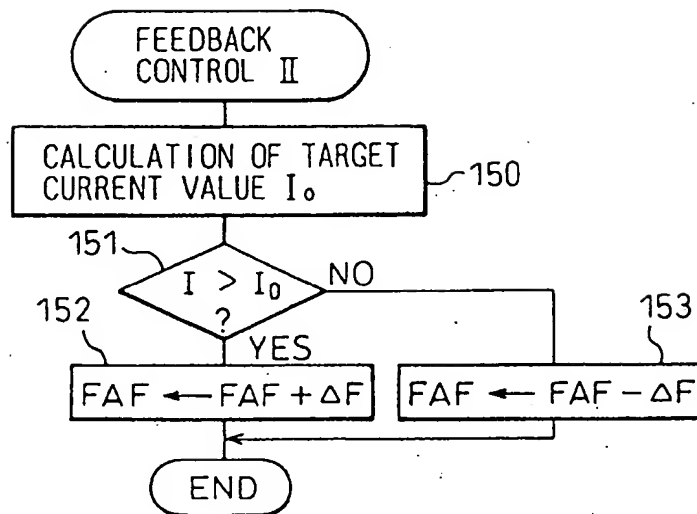 FEEDBACK
CONTROL II
CALCULATION OF TARGET
CURRENT VALUE I₀
150
151
I > I₀
?
NO
YES
152
FAF ← FAF + ΔF
153
FAF ← FAF − ΔF
END